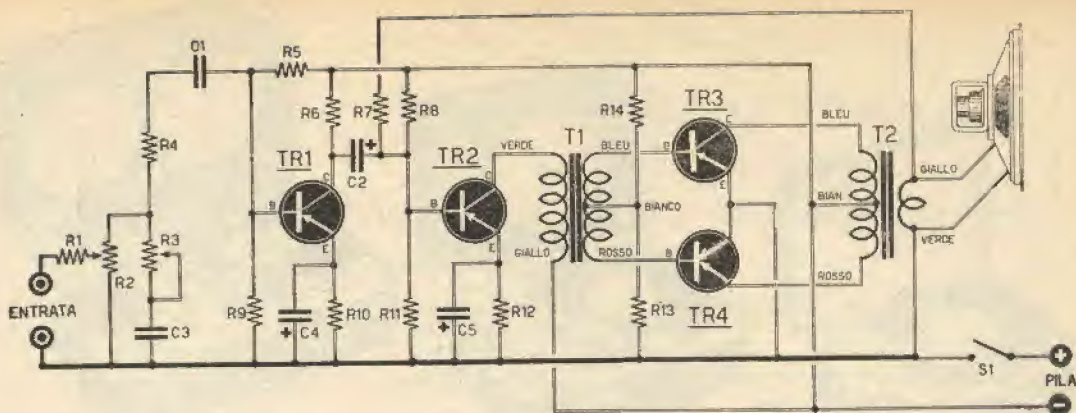 C1
R5
R4
R6
R7
R8
R14
TR3
C
BLEU
T2
E
B
TR1
C
C2
+
TR2
C
VERDE
T1
BLEU
B
BIANCO
BIAN
GIALLO
VERDE
R1
R2
R3
B
E
E
GIALLO
ROSSO
B
E
C
ROSSO
TR4
ENTRATA
C3
R9
+
C4
R10
R11
+
C5
R12
R13
S1
+
PILA
-